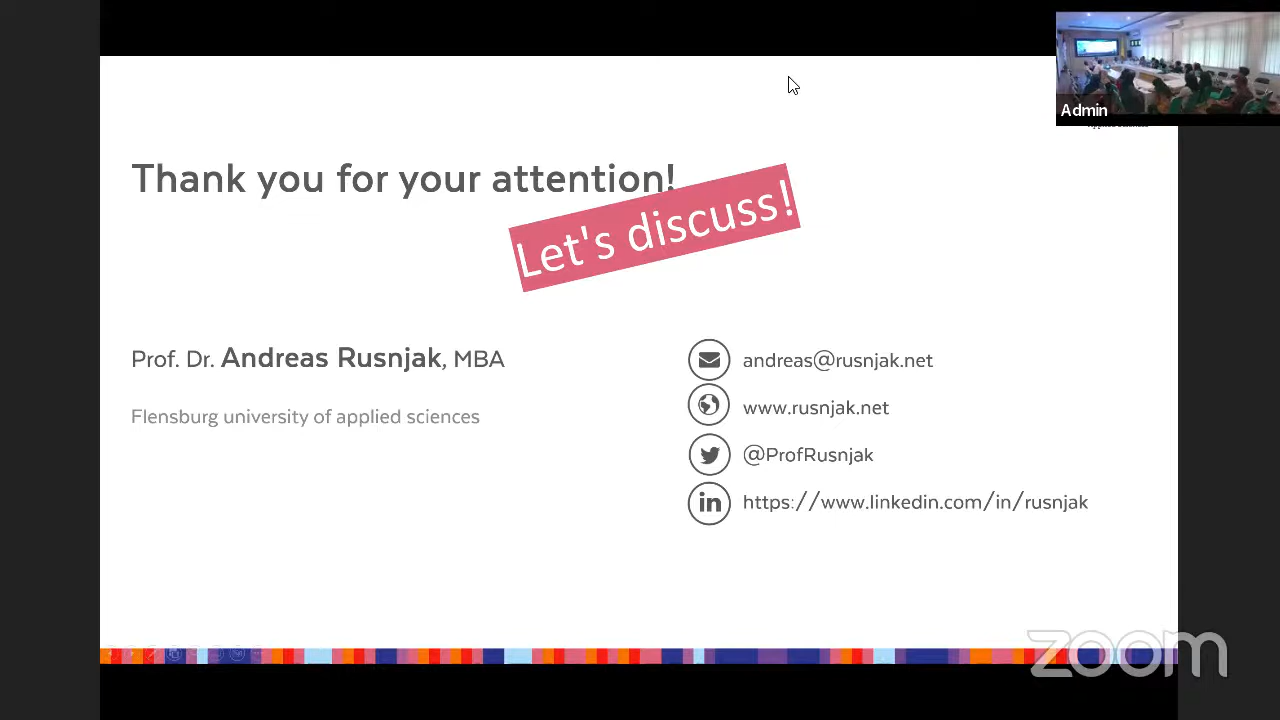 Admin
Thank you for your attention!
Let's discuss!
Prof. Dr. Andreas Rusnjak, MBA
Flensburg university of applied sciences
andreas@rusnjak.net
www.rusnjak.net
@ProfRusnjak
in https://www.linkedin.com/in/rusnjak
zoom